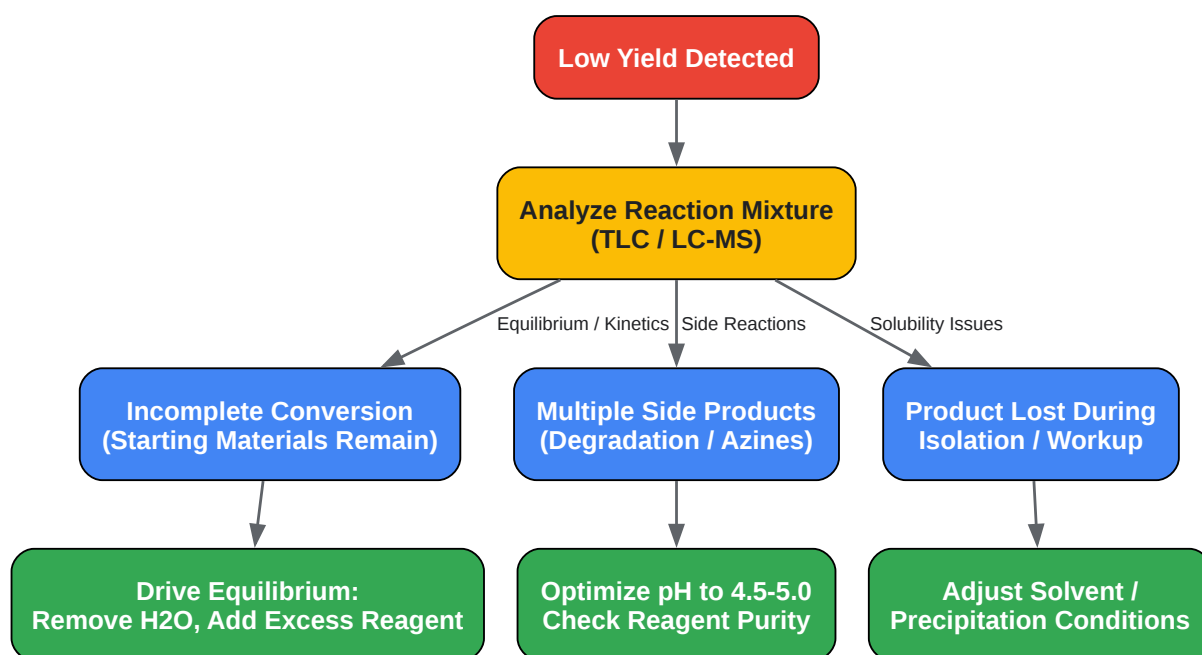 Low Yield Detected
Analyze Reaction Mixture
(TLC / LC-MS)
Equilibrium / Kinetics
Side Reactions
Solubility Issues
Incomplete Conversion
(Starting Materials Remain)
Multiple Side Products
(Degradation / Azines)
Product Lost During
Isolation / Workup
Drive Equilibrium:
Remove H2O, Add Excess Reagent
Optimize pH to 4.5-5.0
Check Reagent Purity
Adjust Solvent /
Precipitation Conditions